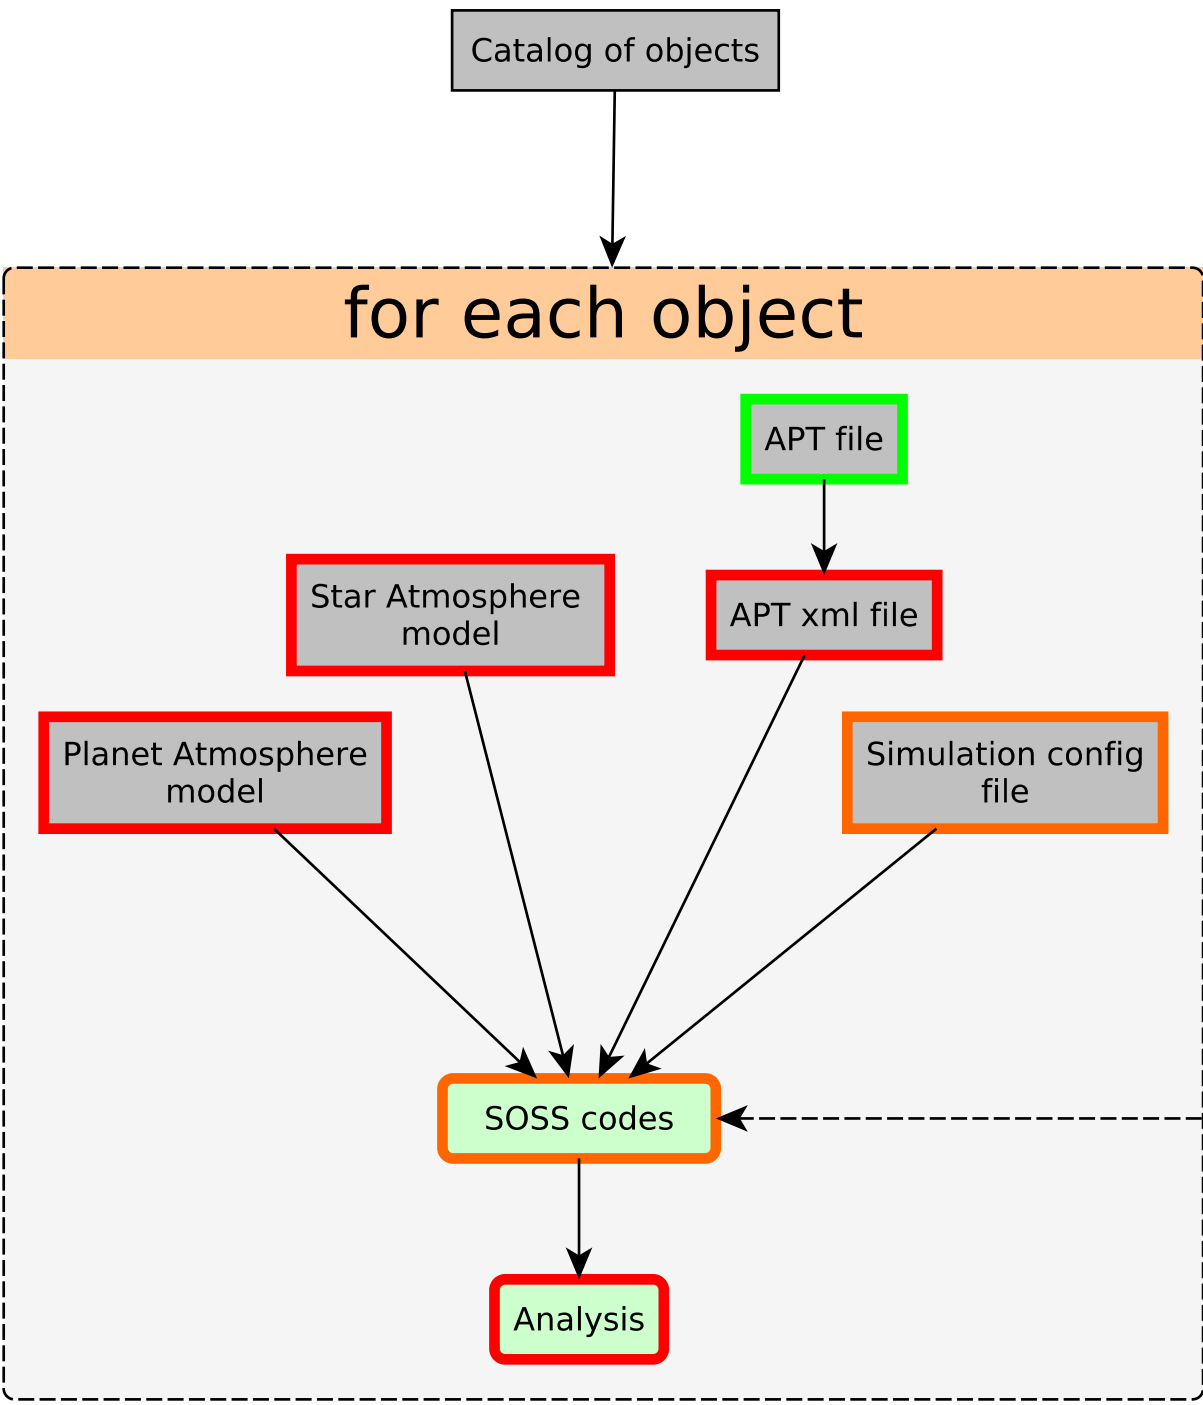 Catalog of objects
for each object
APT file
Star Atmosphere
model
APT xml file
Planet Atmosphere
model
Simulation config
file
SOSS codes
Analysis